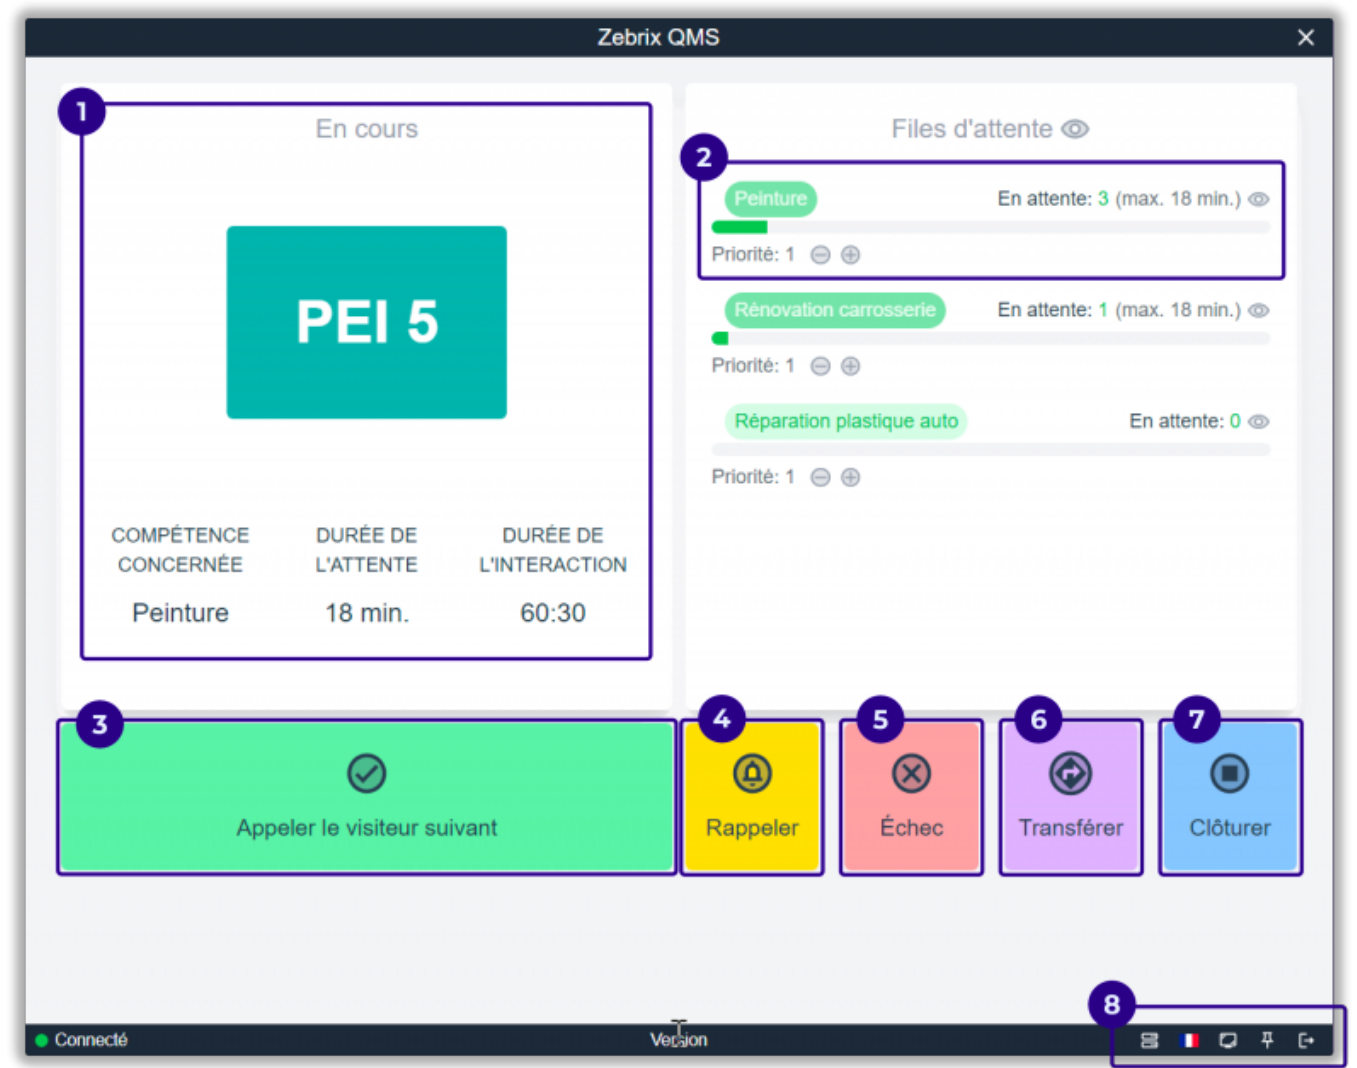 Zebrix QMS
1
En cours
PEI 5
COMPÉTENCE CONCERNÉE
Peinture
DURÉE DE L'ATTENTE
18 min.
DURÉE DE L'INTERACTION
60:30
Files d'attente
2
Peinture
En attente: 3 (max. 18 min.)
Priorité: 1
Rénovation carrosserie
En attente: 1 (max. 18 min.)
Priorité: 1
Réparation plastique auto
En attente: 0
Priorité: 1
3
Appeler le visiteur suivant
4
Rappeler
5
Échec
6
Transférer
7
Clôturer
8
Connecté
Version